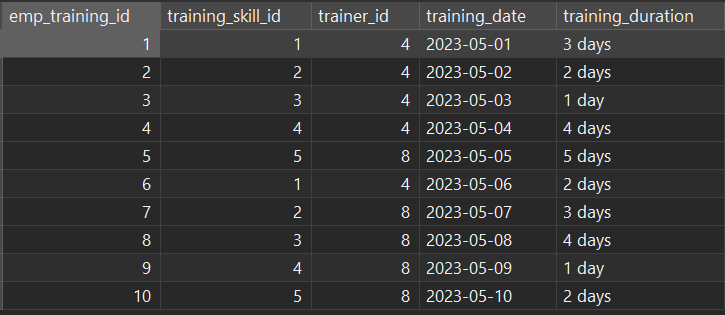 emp_training_id training_skill_id trainer_id training_date training_duration
1 1 4 2023-05-01 3 days
2 2 4 2023-05-02 2 days
3 3 4 2023-05-03 1 day
4 4 4 2023-05-04 4 days
5 5 8 2023-05-05 5 days
6 1 4 2023-05-06 2 days
7 2 8 2023-05-07 3 days
8 3 8 2023-05-08 4 days
9 4 8 2023-05-09 1 day
10 5 8 2023-05-10 2 days